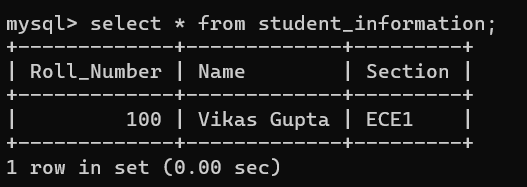 mysql> select * from student_information;
+-------------+-------------+---------+
| Roll_Number | Name        | Section |
+-------------+-------------+---------+
|         100 | Vikas Gupta | ECE1    |
+-------------+-------------+---------+
1 row in set (0.00 sec)